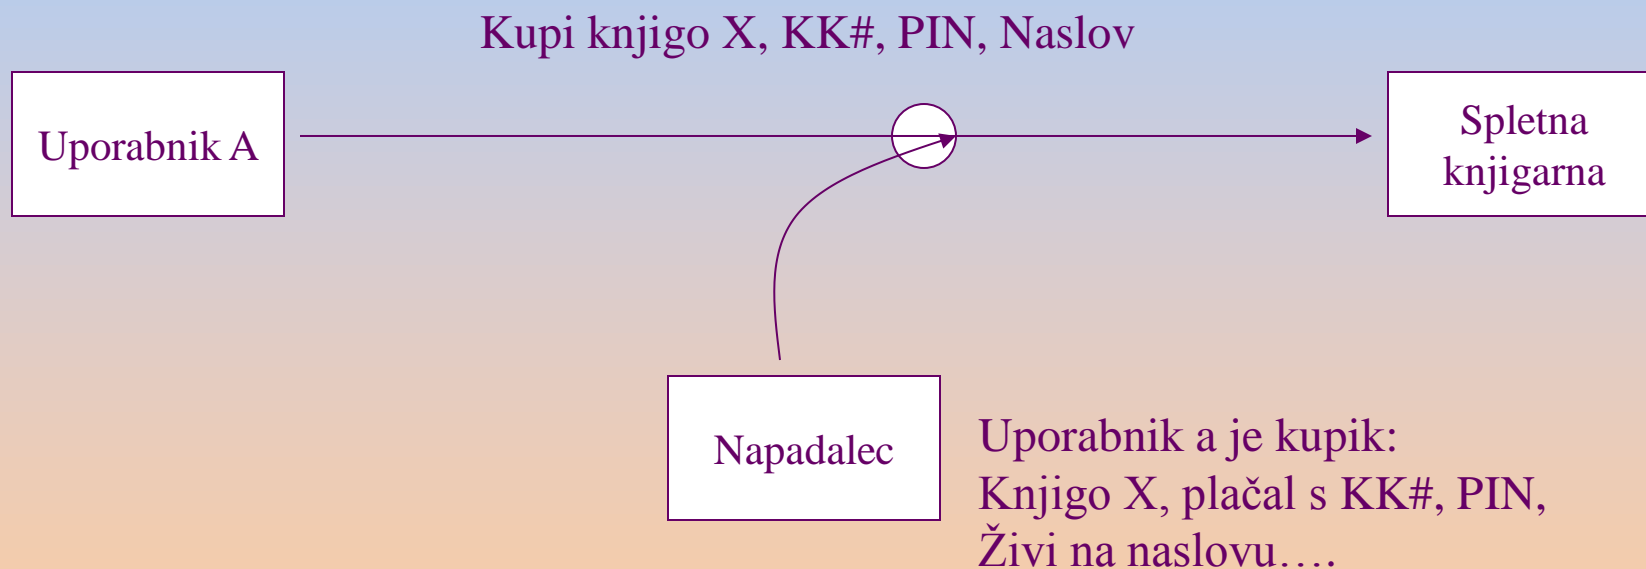 Kupi knjigo X, KK#, PIN, Naslov
Uporabnik A
Spletna
knjigarna
Napadalec
Uporabnik a je kupik:
Knjigo X, plačal s KK#, PIN,
Živi na naslovu….